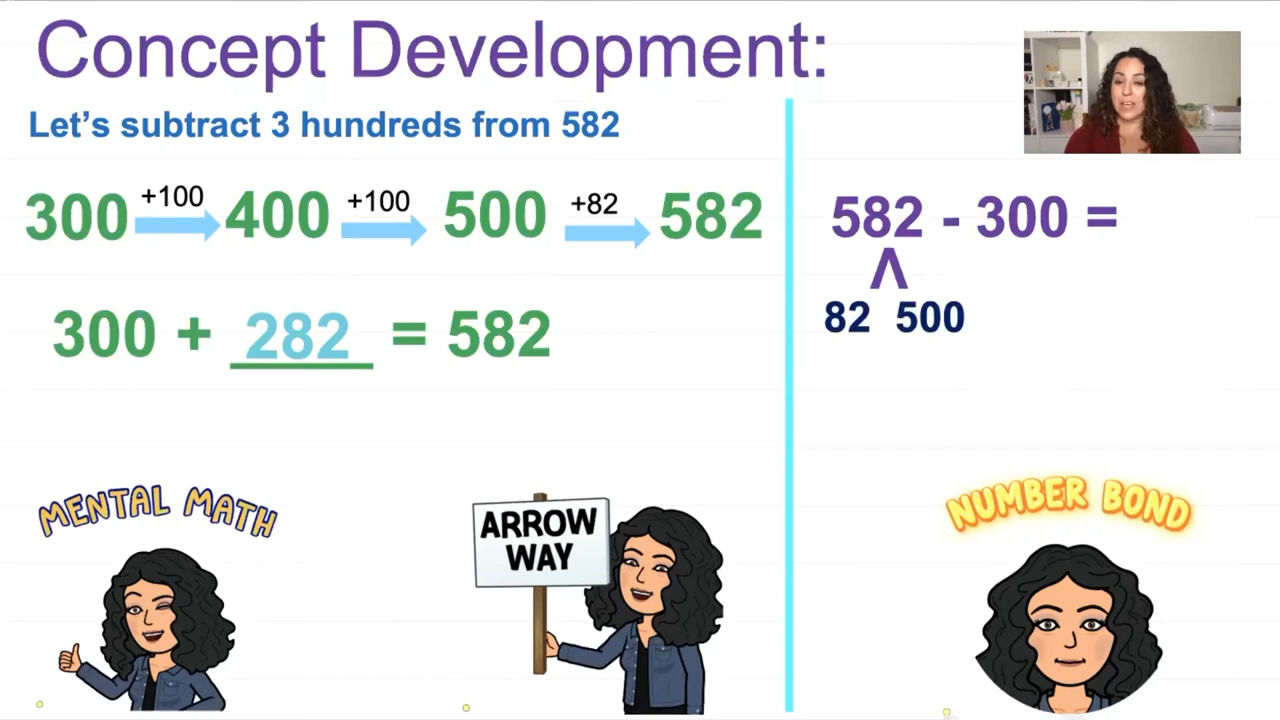 Concept Development:
Let's subtract 3 hundreds from 582
300 +100 400 +100 500 +82 582
300 + 282 = 582
582 - 300 =
82 500
MENTAL MATH
ARROW
WAY
NUMBER BOND